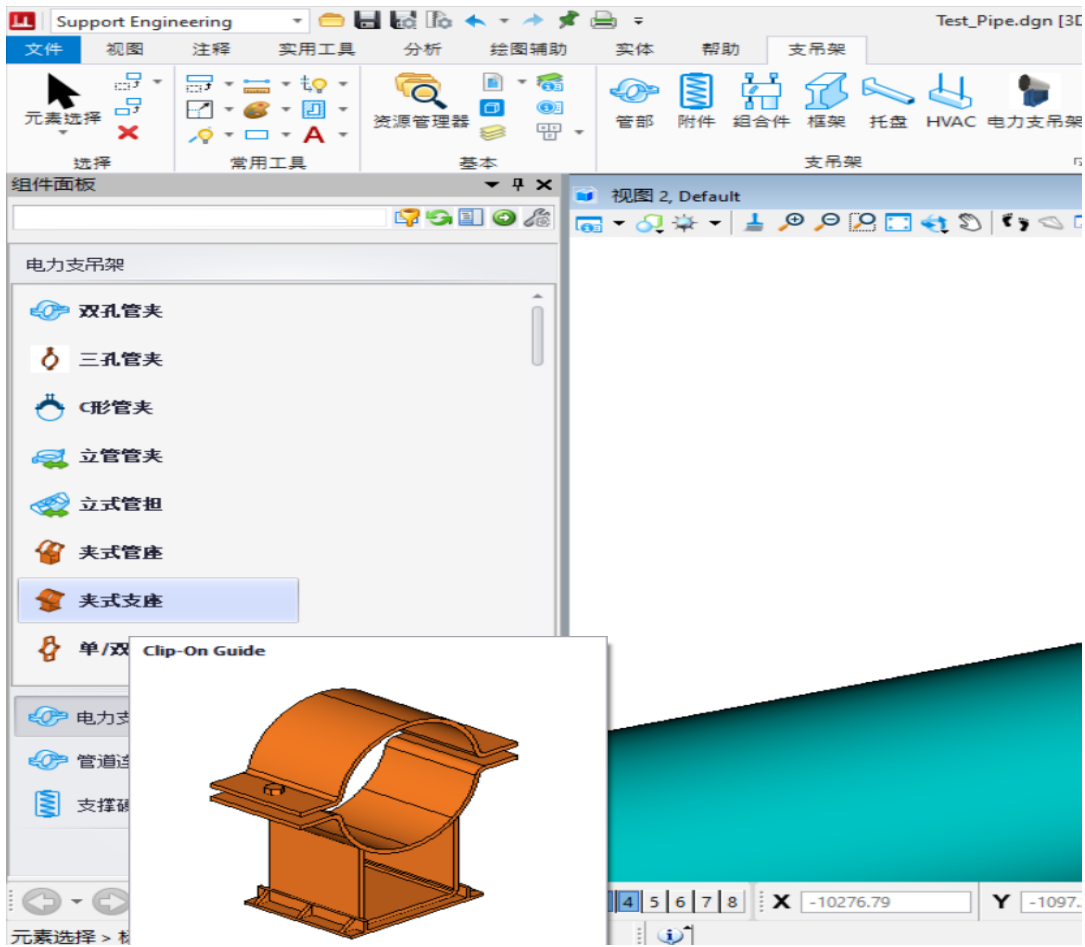 Support Engineering
Test_Pipe.dgn [3D
文件 视图 注释 实用工具 分析 绘图辅助 实体 帮助 支吊架
元素选择
资源管理器
管部 附件 组合件 框架 托盘 HVAC 电力支吊架
选择 常用工具 基本 支吊架
组件面板
视图 2, Default
电力支吊架
双孔管夹
三孔管夹
C形管夹
立管管夹
立式管担
夹式管座
夹式支座
单/双
Clip-On Guide
电力支
管道连
支撑
4 5 6 7 8 X -10276.79 Y -1097.
元素选择 >